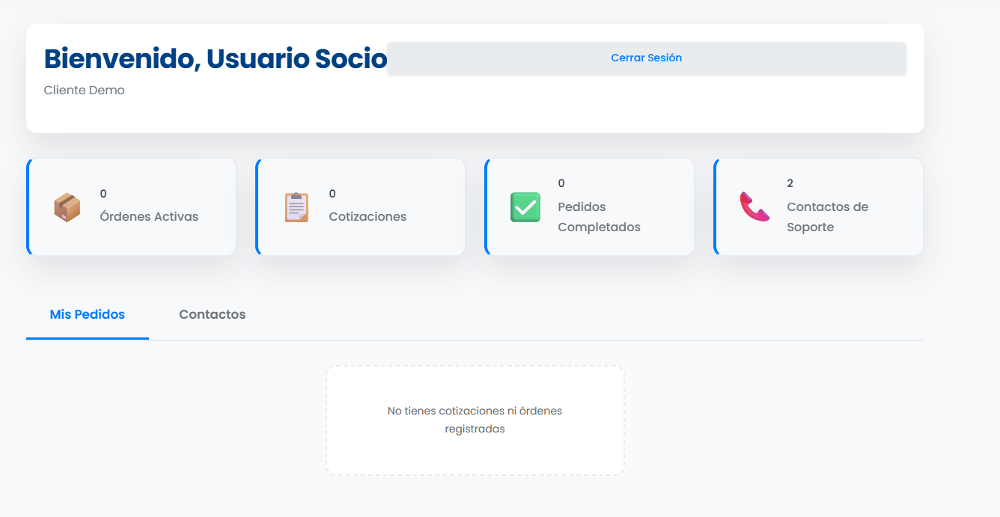 Bienvenido, Usuario Socio
Cerrar Sesión
Cliente Demo
0
Órdenes Activas
0
Cotizaciones
0
Pedidos
Completados
2
Contactos de
Soporte
Mis Pedidos
Contactos
No tienes cotizaciones ni órdenes
registradas